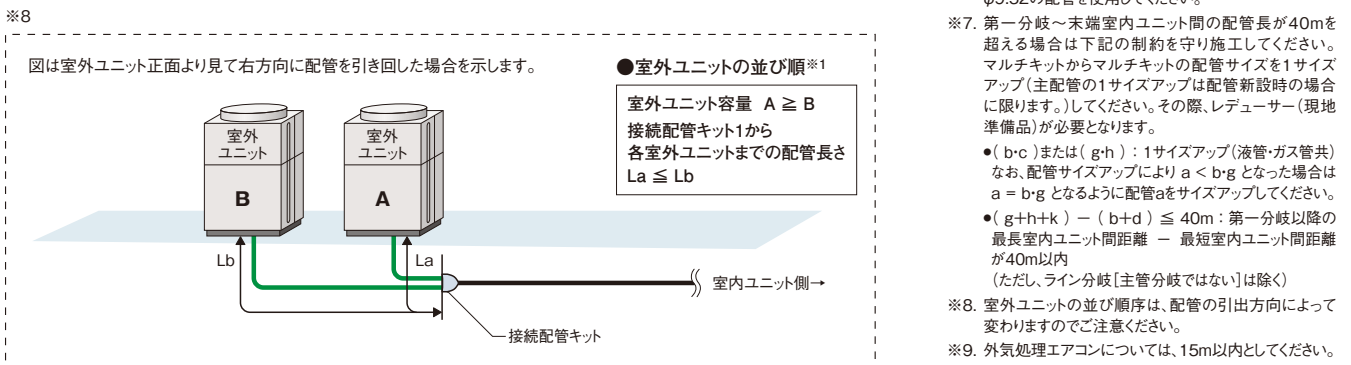 ※8
図は室外ユニット正面より見て右方向に配管を引き回した場合を示します。
●室外ユニットの並び順※1
室外ユニット容量 A ≧ B
接続配管キット1から
各室外ユニットまでの配管長さ
La ≦ Lb
室外
ユニット
B
室外
ユニット
A
Lb
La
室内ユニット側→
接続配管キット
φ9.52の配管を使用してください。
※7. 第一分岐～末端室内ユニット間の配管長が40mを
超える場合は下記の制約を守り施工してください。
マルチキットからマルチキットの配管サイズを1サイズ
アップ(主配管の1サイズアップは配管新設時の場合
に限ります。)してください。その際、レデューサー(現地
準備品)が必要となります。
●( b・c )または( g・h ) : 1サイズアップ(液管・ガス管共)
なお、配管サイズアップにより a < b・g となった場合は
a = b・g となるように配管aをサイズアップしてください。
●( g+h+k ) － ( b+d ) ≦ 40m : 第一分岐以降の
最長室内ユニット間距離 － 最短室内ユニット間距離
が40m以内
(ただし、ライン分岐[主管分岐ではない]は除く)
※8. 室外ユニットの並び順序は、配管の引出方向によって
変わりますのでご注意ください。
※9. 外気処理エアコンについては、15m以内としてください。